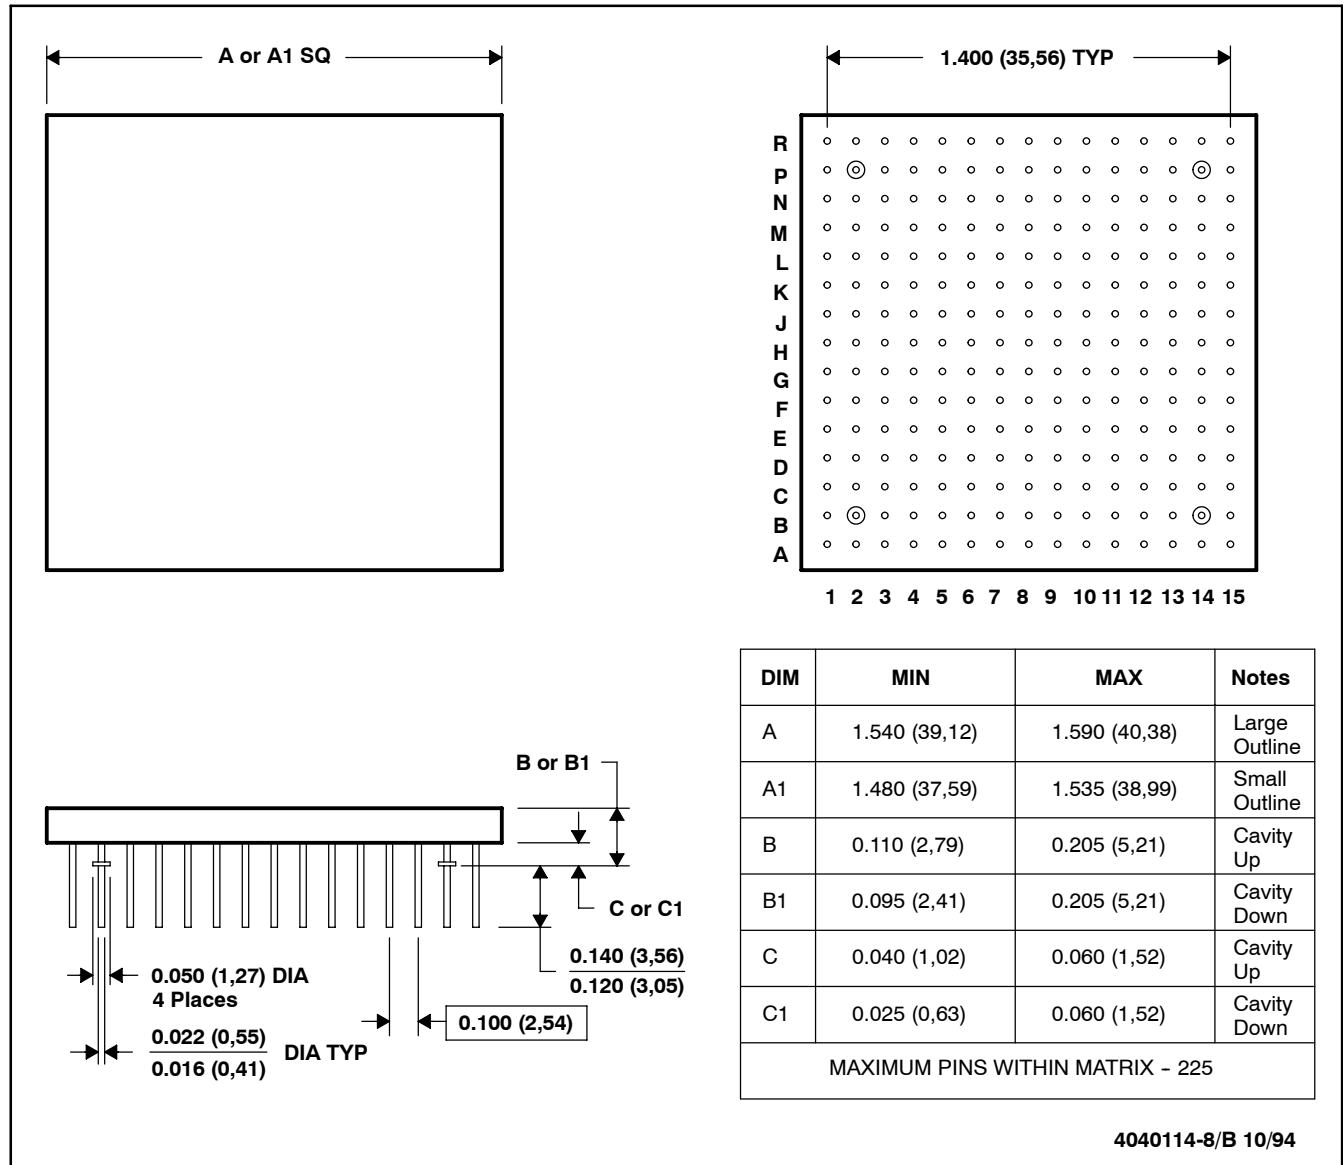 A or A1 SQ
1.400 (35,56) TYP
R
P
N
M
L
K
J
H
G
F
E
D
C
B
A
1 2 3 4 5 6 7 8 9 10 11 12 13 14 15
B or B1
C or C1
0.140 (3,56)
0.120 (3,05)
0.050 (1,27) DIA
4 Places
0.100 (2,54)
0.022 (0,55)
0.016 (0,41)
DIA TYP
DIM MIN MAX Notes
A 1.540 (39,12) 1.590 (40,38) Large Outline
A1 1.480 (37,59) 1.535 (38,99) Small Outline
B 0.110 (2,79) 0.205 (5,21) Cavity Up
B1 0.095 (2,41) 0.205 (5,21) Cavity Down
C 0.040 (1,02) 0.060 (1,52) Cavity Up
C1 0.025 (0,63) 0.060 (1,52) Cavity Down
MAXIMUM PINS WITHIN MATRIX - 225
4040114-8/B 10/94